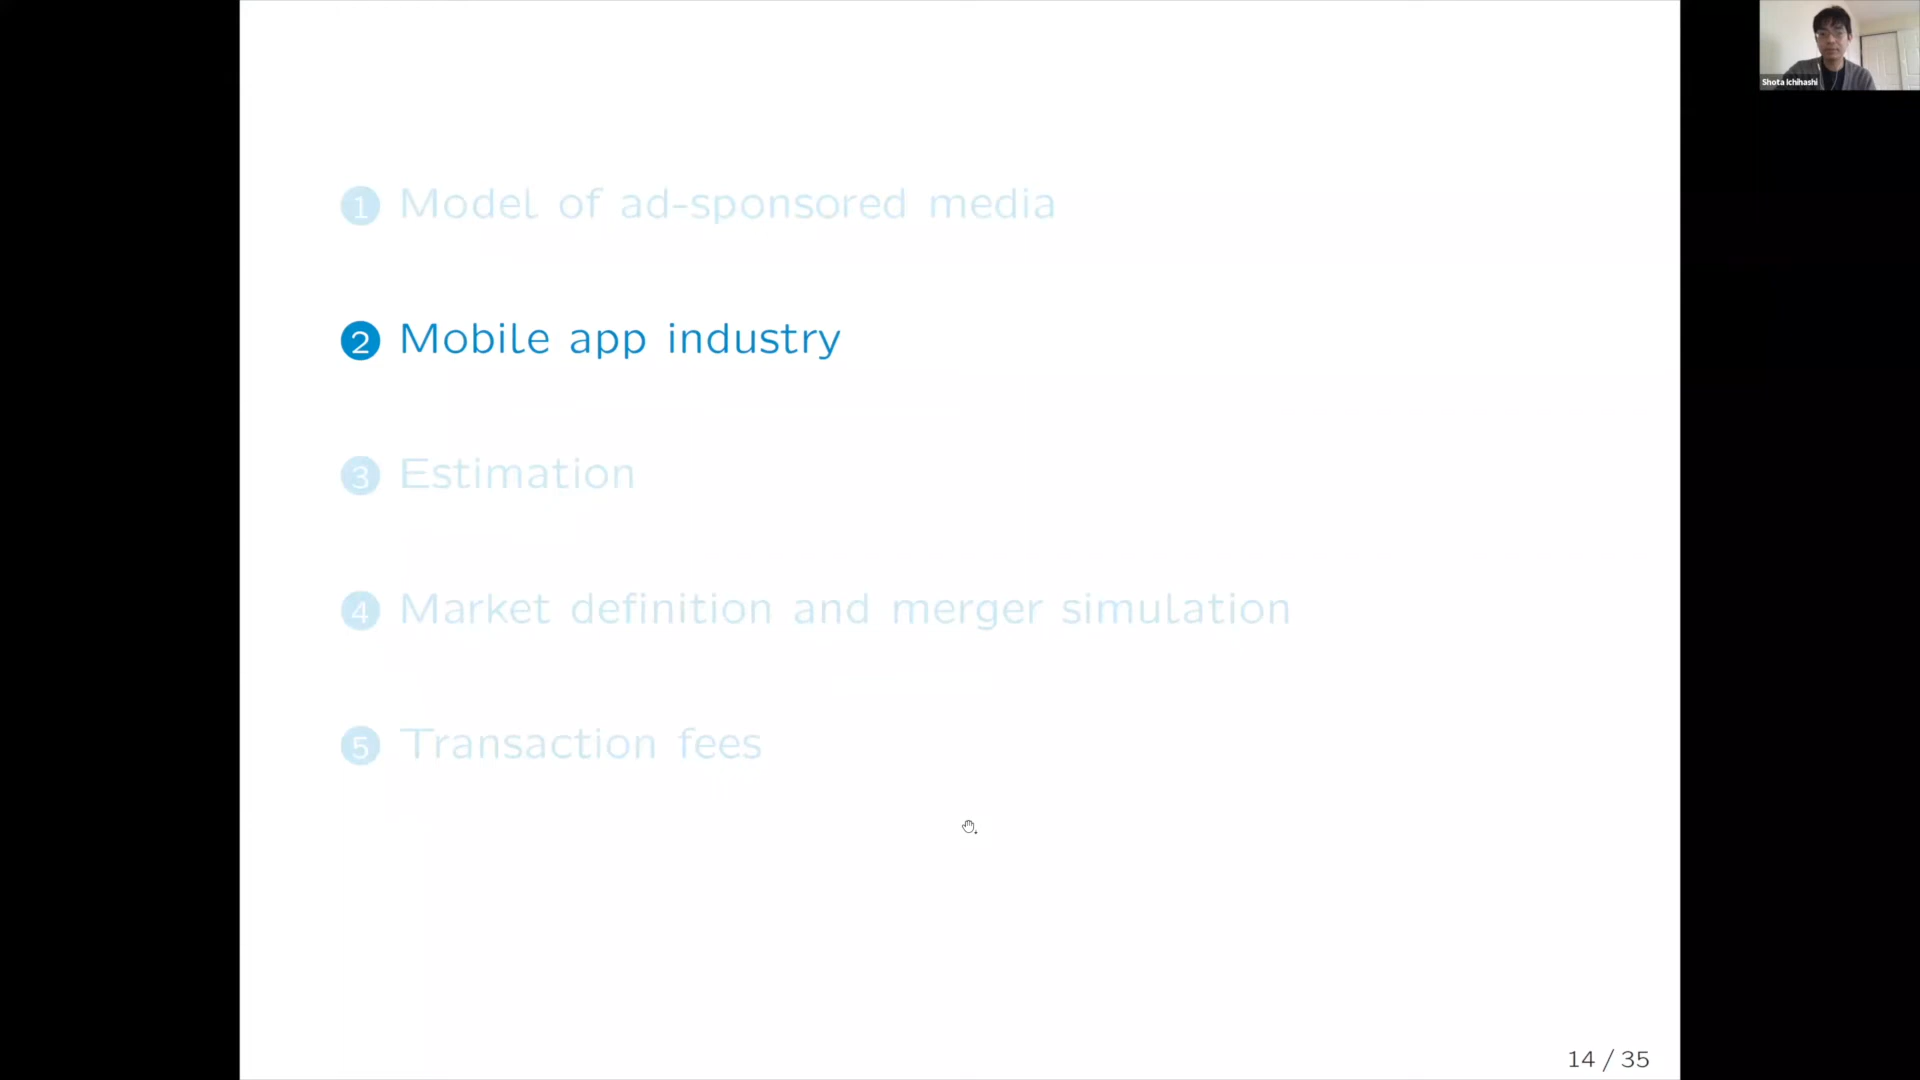 Shota Ichihashi
1 Model of ad-sponsored media
2 Mobile app industry
3 Estimation
4 Market definition and merger simulation
5 Transaction fees
14 / 35